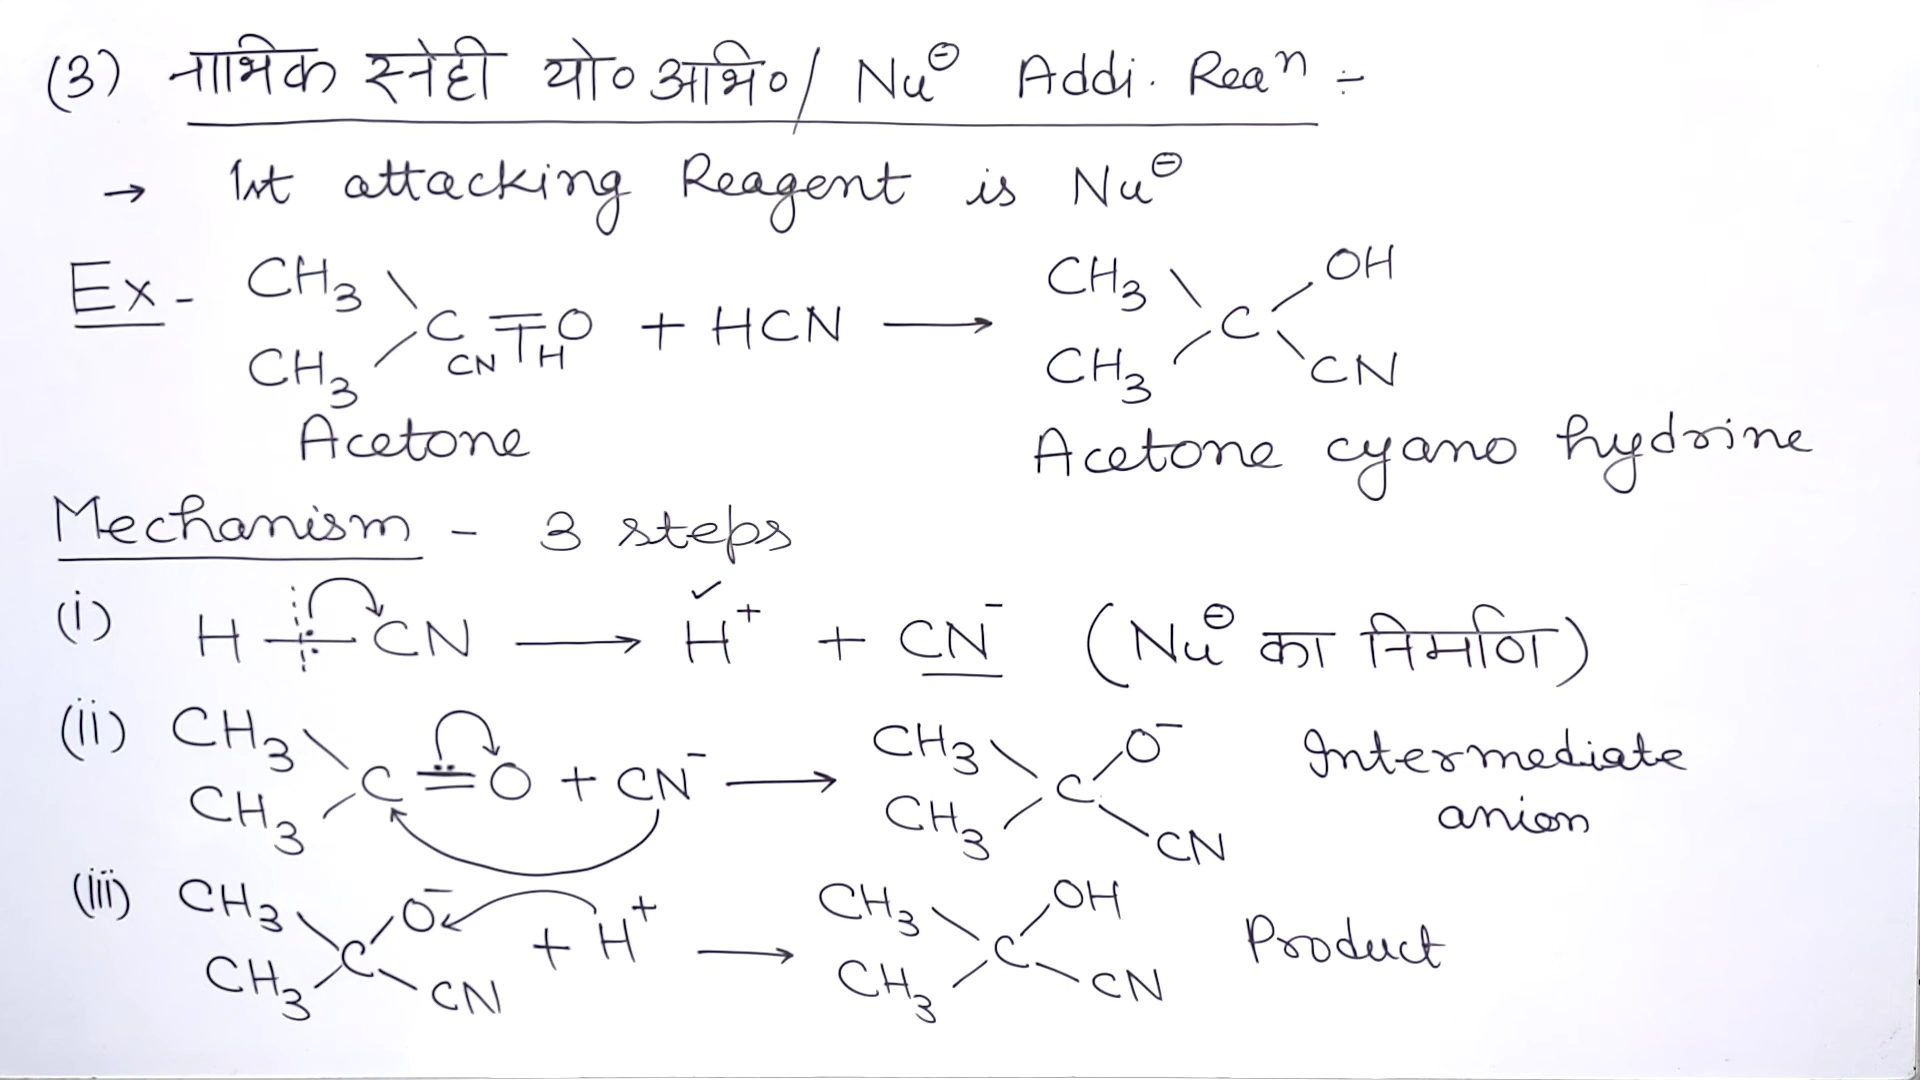 (3) नाभिक स्नेही यो० अभि०/ Nu⊖ Addi. Reaⁿ ÷
→ 1st attacking Reagent is Nu⊖
Ex - CH₃ CH₃ C=O CN H + HCN ⟶ CH₃ CH₃ C OH CN
Acetone Acetone cyano hydrine
Mechanism - 3 steps
(i) H-CN ⟶ H⁺ + CN⁻ (Nu⊖ का निर्माण)
(ii) CH₃ CH₃ C=O + CN⁻ ⟶ CH₃ CH₃ C O⁻ CN Intermediate
anion
(iii) CH₃ CH₃ C O⁻ CN + H⁺ ⟶ CH₃ CH₃ C OH CN Product